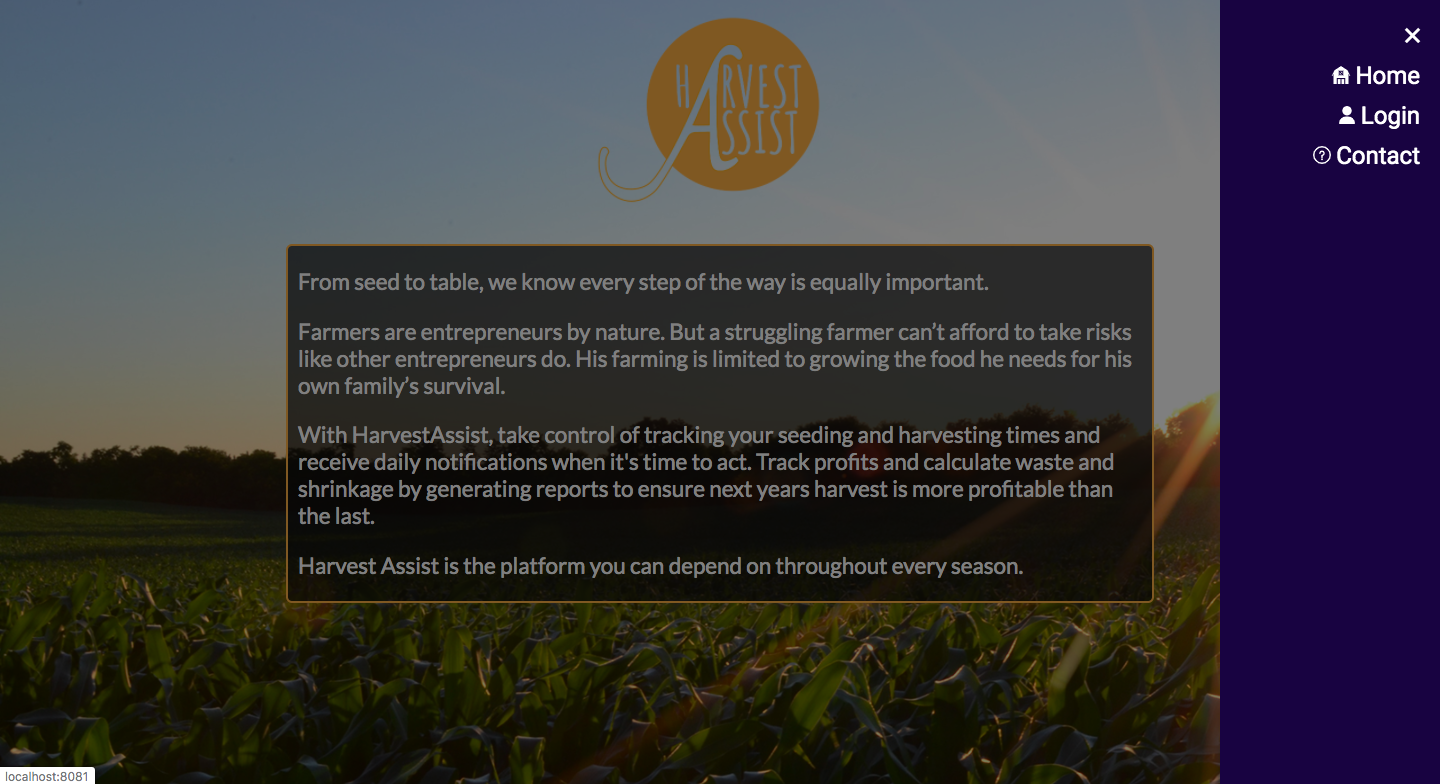 HARVEST
ASSIST
×
Home
Login
Contact
From seed to table, we know every step of the way is equally important.
Farmers are entrepreneurs by nature. But a struggling farmer can’t afford to take risks
like other entrepreneurs do. His farming is limited to growing the food he needs for his
own family’s survival.
With HarvestAssist, take control of tracking your seeding and harvesting times and
receive daily notifications when it's time to act. Track profits and calculate waste and
shrinkage by generating reports to ensure next years harvest is more profitable than
the last.
Harvest Assist is the platform you can depend on throughout every season.
localhost:8081